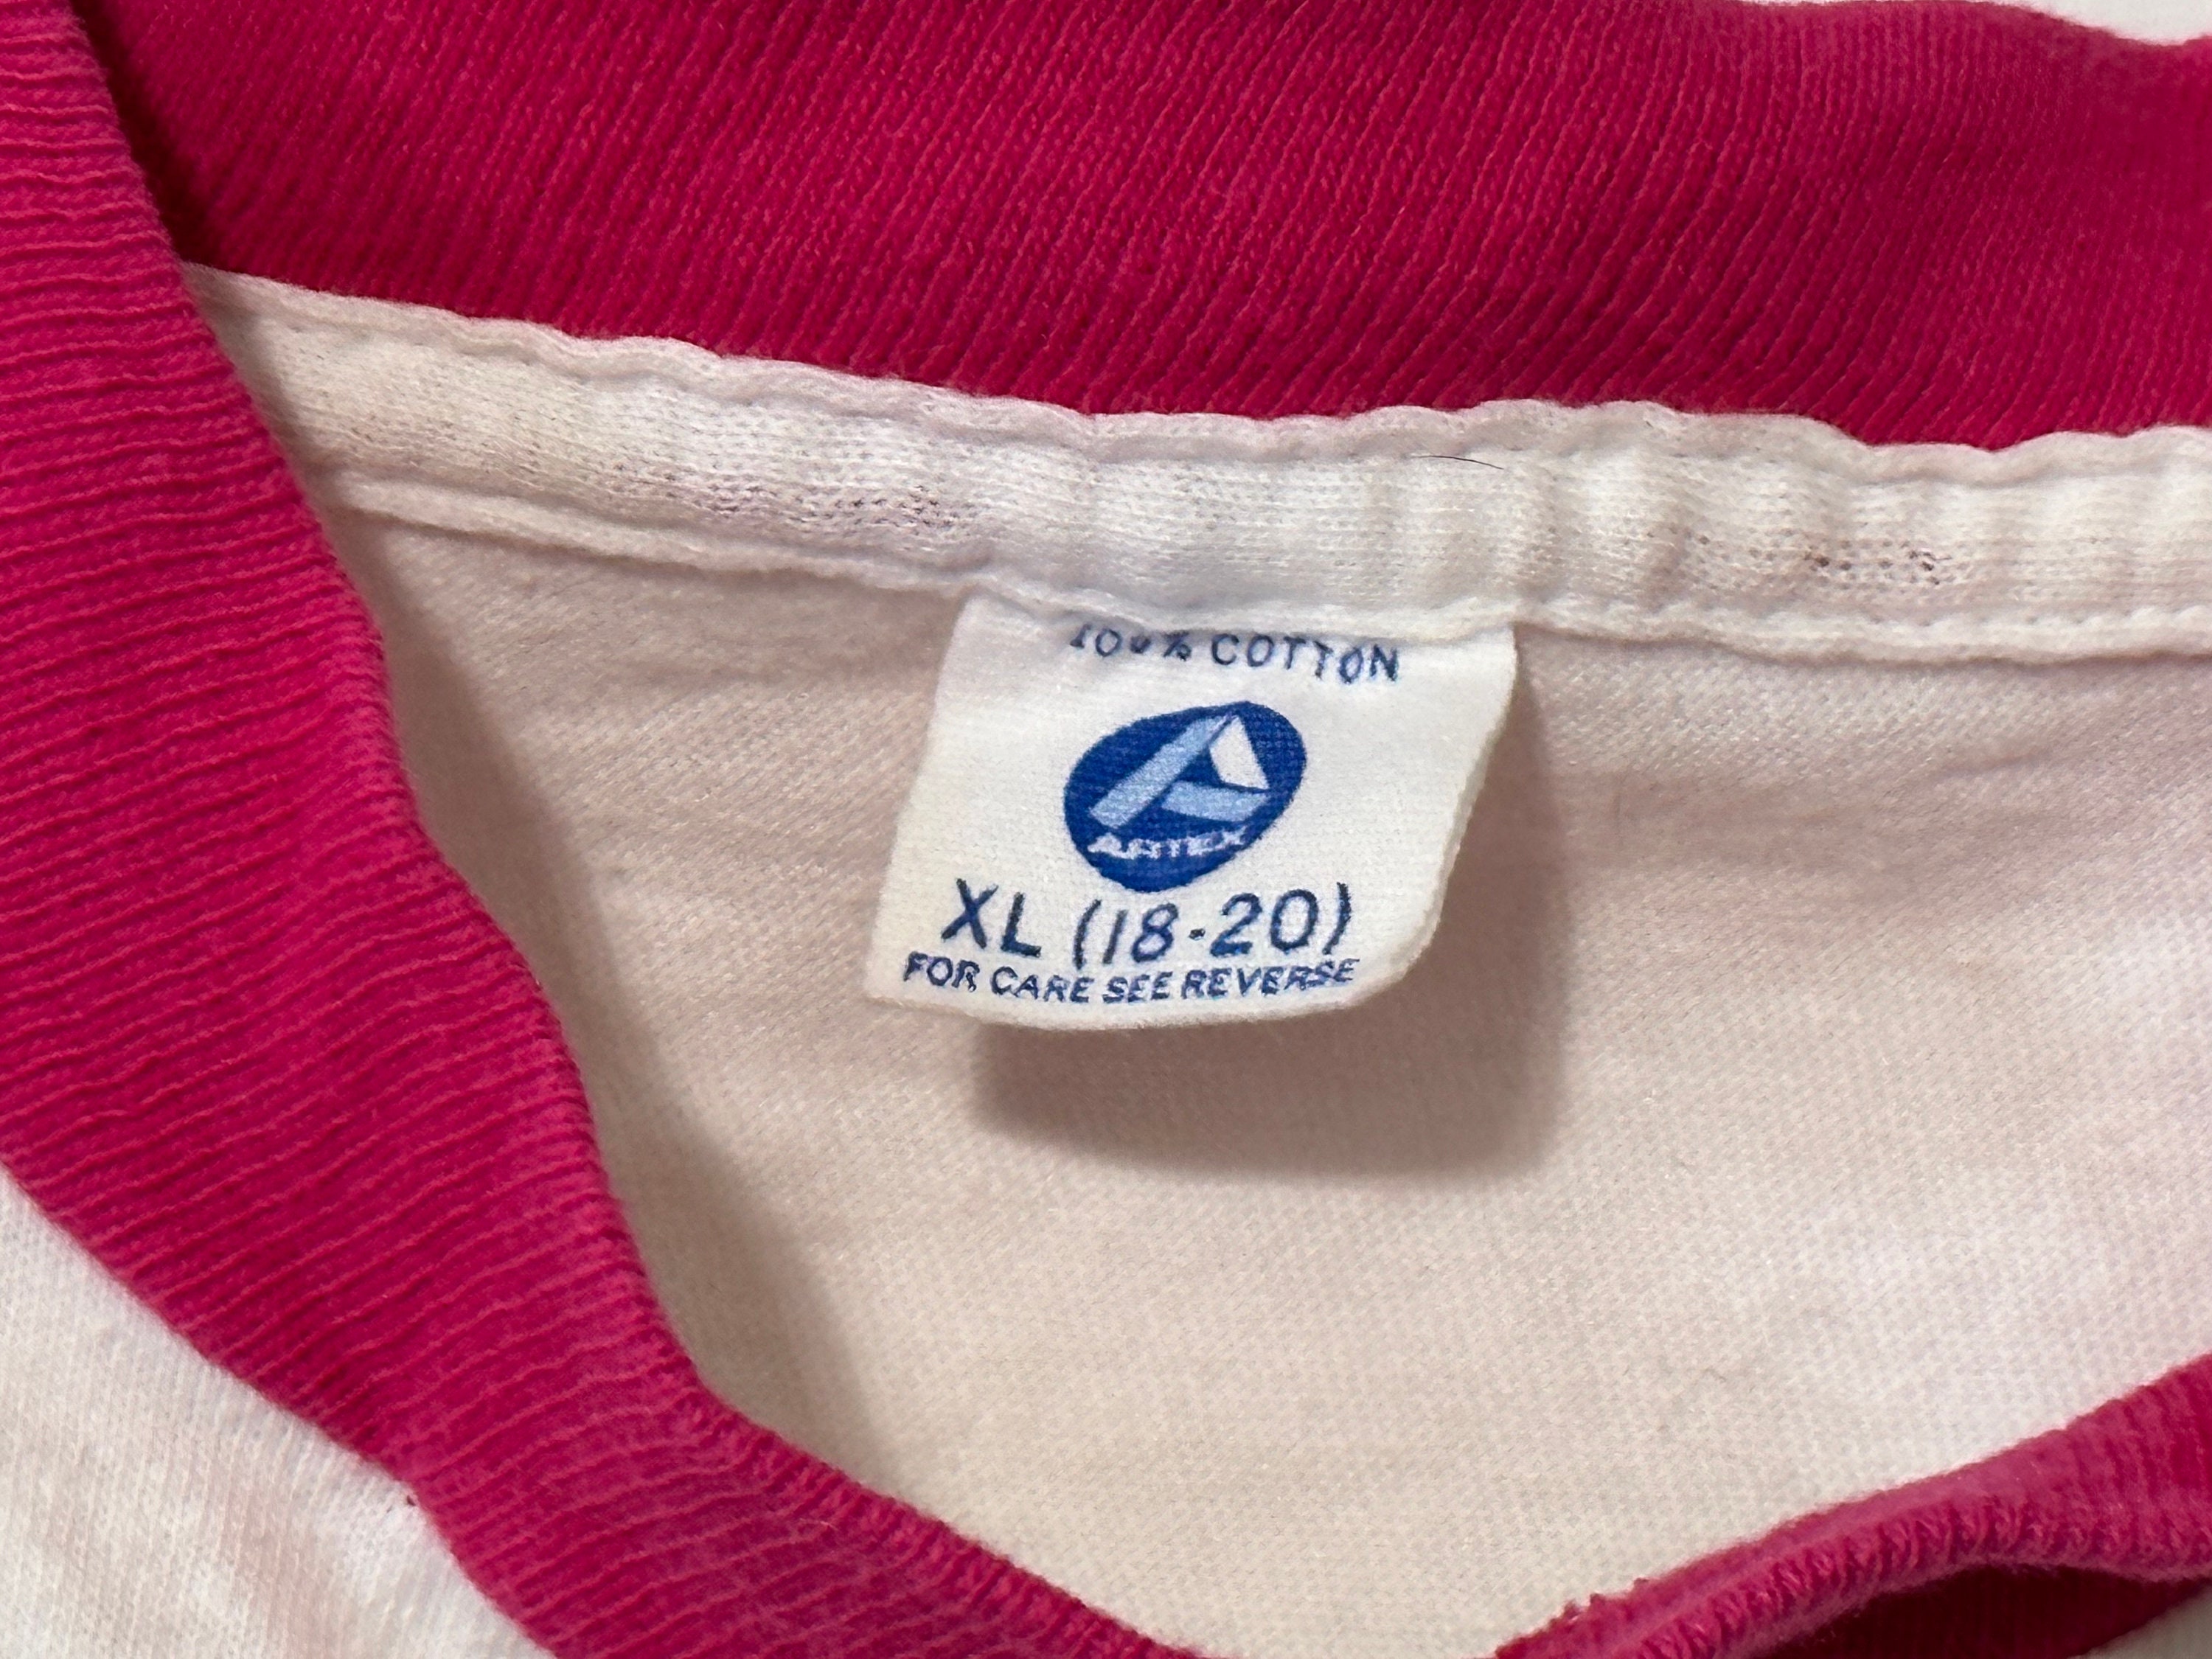 100% COTTON
ARTEX
XL (18-20)
FOR CARE SEE REVERSE